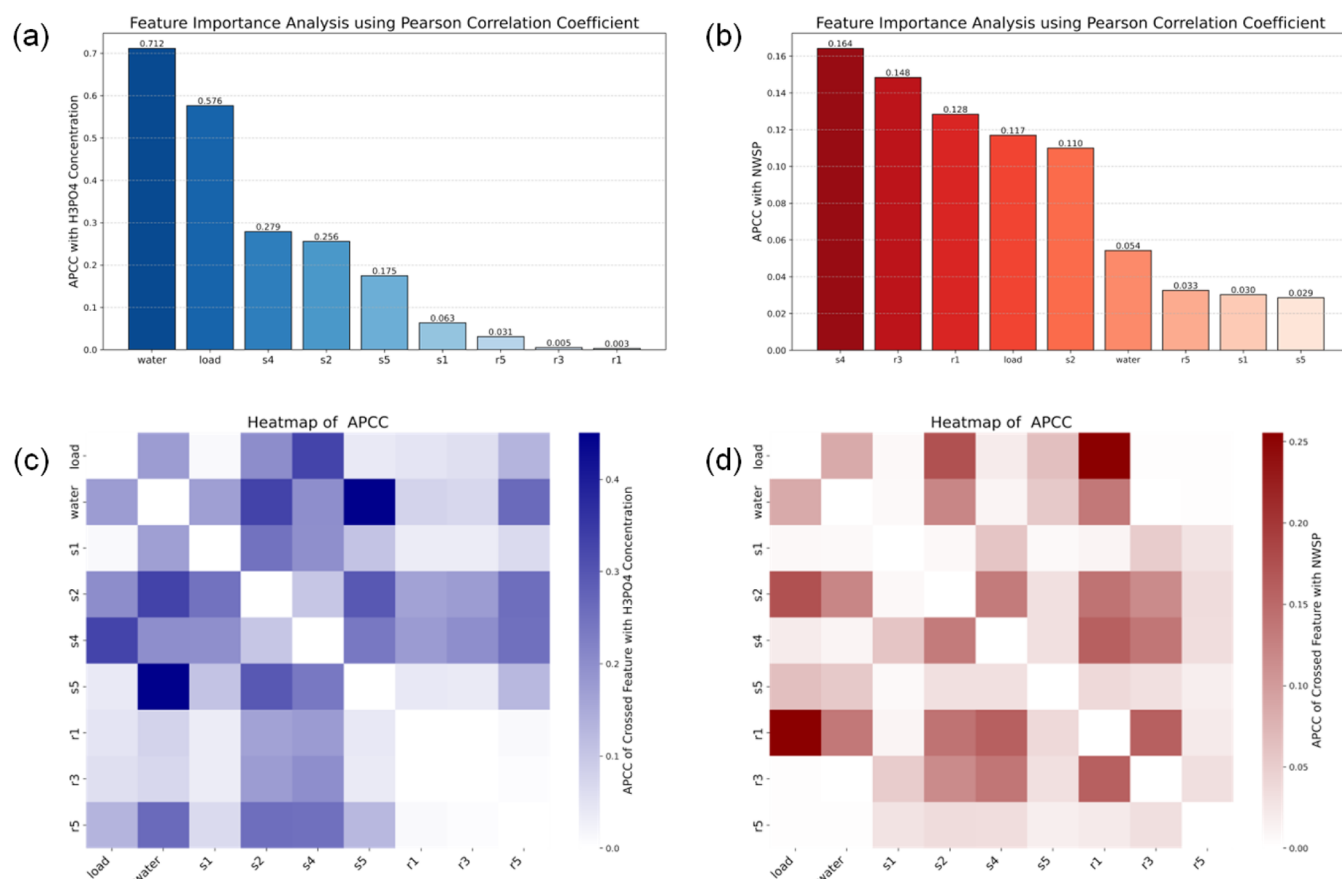 (a)
Feature Importance Analysis using Pearson Correlation Coefficient
APCC with H3PO4 Concentration
0.7
0.6
0.5
0.4
0.3
0.2
0.1
0.0
0.712
0.576
0.279
0.256
0.175
0.063
0.031
0.005
0.003
water load s4 s2 s5 s1 r5 r3 r1
(b)
Feature Importance Analysis using Pearson Correlation Coefficient
APCC with NWSP
0.16
0.14
0.12
0.10
0.08
0.06
0.04
0.02
0.00
0.164
0.148
0.128
0.117
0.110
0.054
0.033
0.030
0.029
s4 r3 r1 load s2 water r5 s1 s5
(c)
Heatmap of APCC
load
water
s1
s2
s4
s5
r1
r3
r5
load water s1 s2 s4 s5 r1 r3 r5
0.4
0.3
0.2
0.1
0.0
APCC of Crossed Feature with H3PO4 Concentration
(d)
Heatmap of APCC
load
water
s1
s2
s4
s5
r1
r3
r5
load water s1 s2 s4 s5 r1 r3 r5
0.25
0.20
0.15
0.10
0.05
0.00
APCC of Crossed Feature with NWSP